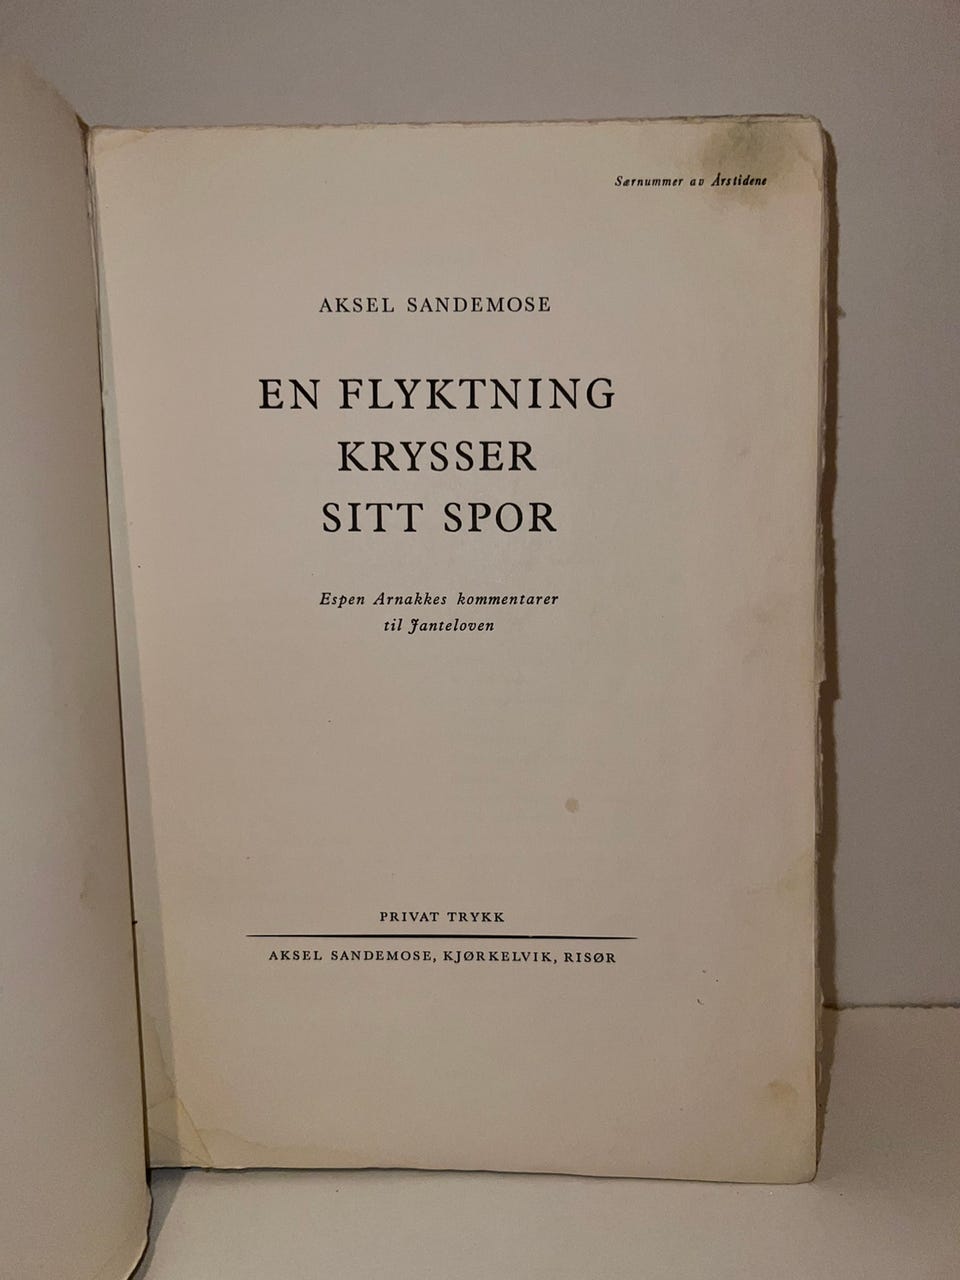 Særnummer av Årstidene
AKSEL SANDEMOSE
EN FLYKTNING
KRYSSER
SITT SPOR
Espen Arnakkes kommentarer
til Janteloven
PRIVAT TRYKK
AKSEL SANDEMOSE, KJØRKELVIK, RISØR